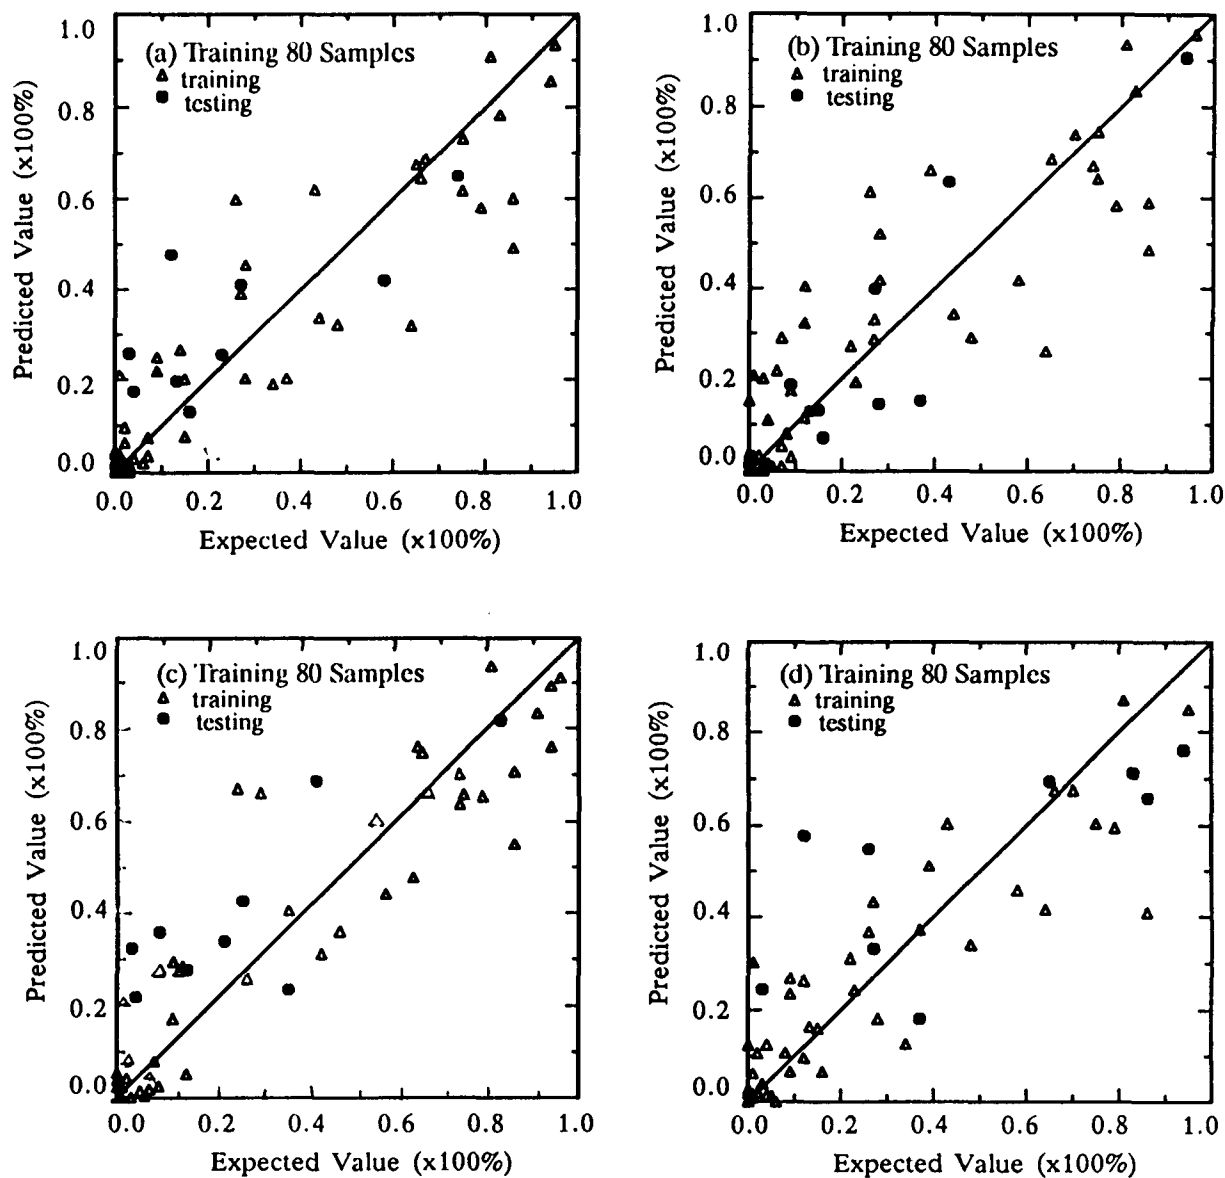 (a) Training 80 Samples
training
testing
1.0
0.8
0.6
0.4
0.2
0.0
Predicted Value (x100%)
0.0 0.2 0.4 0.6 0.8 1.0
Expected Value (x100%)
(b) Training 80 Samples
training
testing
1.0
0.8
0.6
0.4
0.2
0.0
Predicted Value (x100%)
0.0 0.2 0.4 0.6 0.8 1.0
Expected Value (x100%)
(c) Training 80 Samples
training
testing
1.0
0.8
0.6
0.4
0.2
0.0
Predicted Value (x100%)
0.0 0.2 0.4 0.6 0.8 1.0
Expected Value (x100%)
(d) Training 80 Samples
training
testing
1.0
0.8
0.6
0.4
0.2
0.0
Predicted Value (x100%)
0.0 0.2 0.4 0.6 0.8 1.0
Expected Value (x100%)